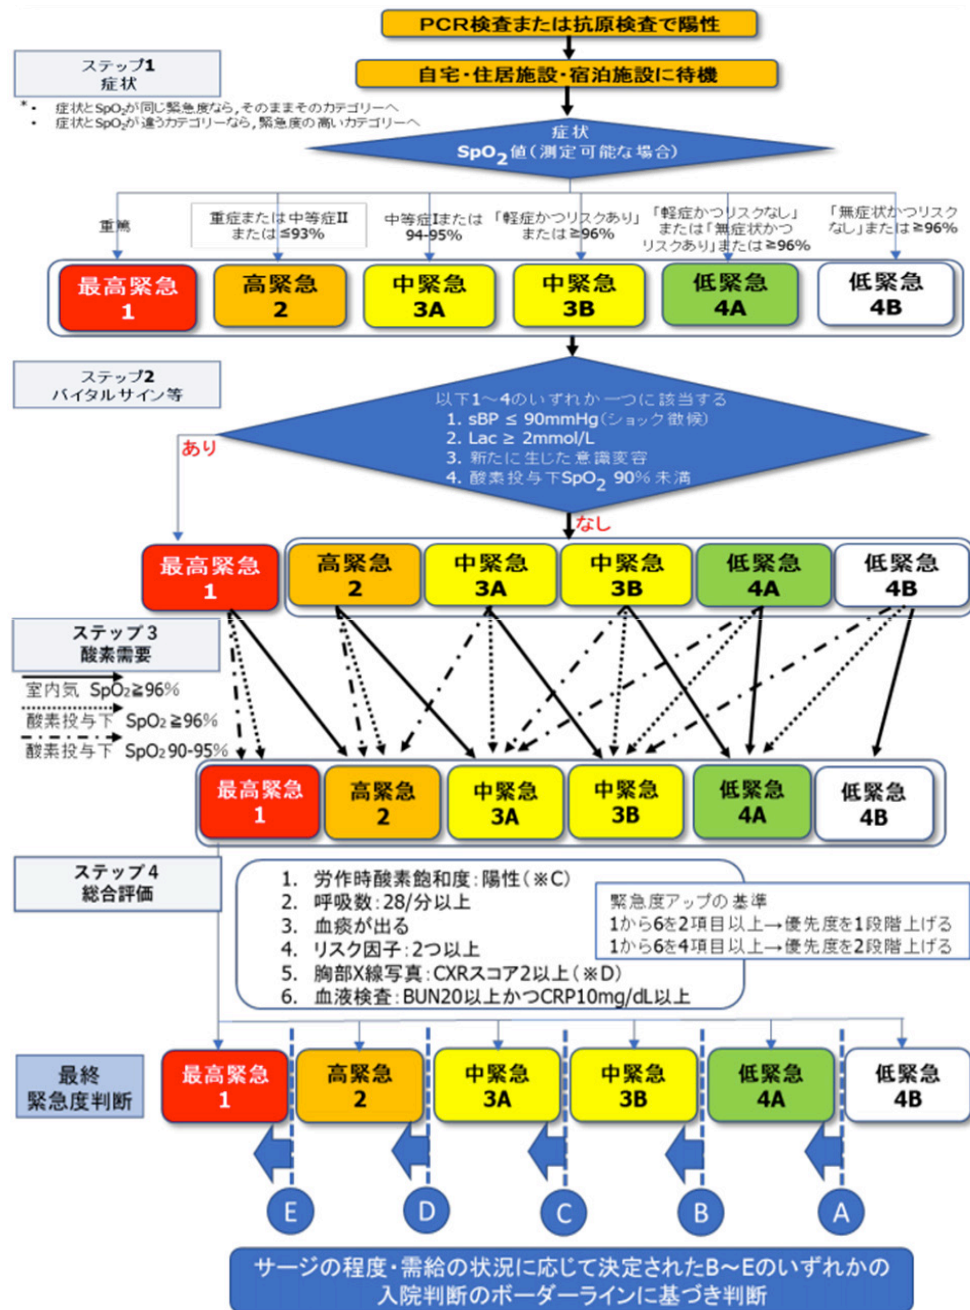 PCR検査または抗原検査で陽性
自宅・住居施設・宿泊施設に待機
ステップ1
症状
*・ 症状とSpO₂が同じ緊急度なら,そのままそのカテゴリーへ
・ 症状とSpO₂が違うカテゴリーなら,緊急度の高いカテゴリーへ
症状
SpO₂値(測定可能な場合)
重篤
重症または中等症II
または≤93%
中等症Iまたは
94-95%
「軽症かつリスクあり」
または≥96%
「軽症かつリスクなし」
または「無症状かつ
リスクあり」または≥96%
「無症状かつリスク
なし」または≥96%
最高緊急
1
高緊急
2
中緊急
3A
中緊急
3B
低緊急
4A
低緊急
4B
ステップ2
バイタルサイン等
以下1～4のいずれか一つに該当する
1. sBP ≤ 90mmHg(ショック徴候)
2. Lac ≥ 2mmol/L
3. 新たに生じた意識変容
4. 酸素投与下SpO₂ 90%未満
あり
なし
最高緊急
1
高緊急
2
中緊急
3A
中緊急
3B
低緊急
4A
低緊急
4B
ステップ3
酸素需要
室内気 SpO₂≧96%
酸素投与下 SpO₂≧96%
酸素投与下 SpO₂90-95%
最高緊急
1
高緊急
2
中緊急
3A
中緊急
3B
低緊急
4A
低緊急
4B
ステップ4
総合評価
1. 労作時酸素飽和度:陽性(※C)
2. 呼吸数:28/分以上
3. 血痰が出る
4. リスク因子:2つ以上
5. 胸部X線写真:CXRスコア2以上(※D)
6. 血液検査:BUN20以上かつCRP10mg/dL以上
緊急度アップの基準
1から6を2項目以上→優先度を1段階上げる
1から6を4項目以上→優先度を2段階上げる
最終
緊急度判断
最高緊急
1
高緊急
2
中緊急
3A
中緊急
3B
低緊急
4A
低緊急
4B
E
D
C
B
A
サージの程度・需給の状況に応じて決定されたB～Eのいずれかの
入院判断のボーダーラインに基づき判断